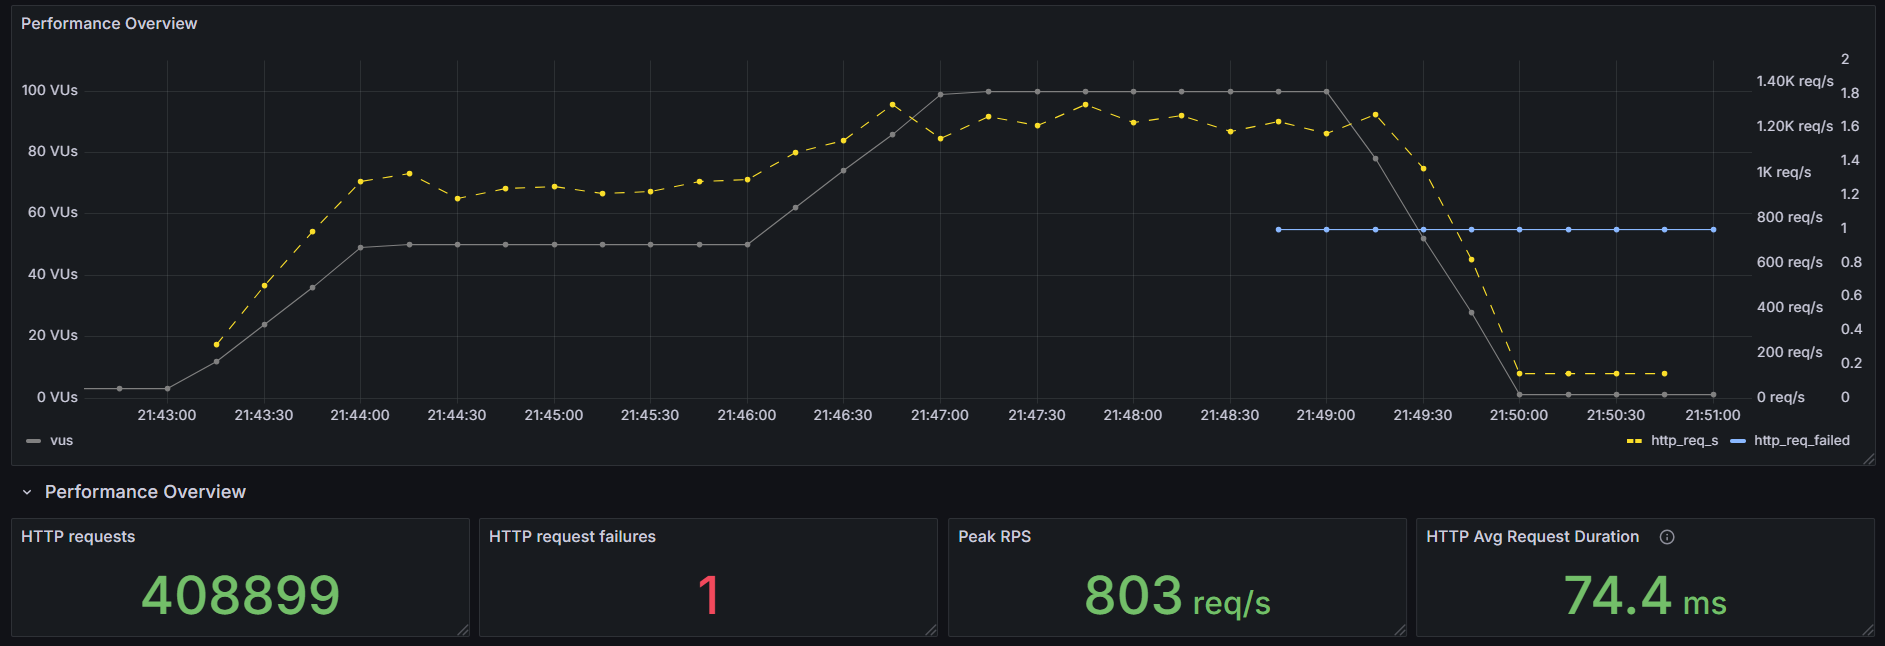 Performance Overview
2
100 VUs
1.40K req/s
1.8
1.20K req/s
1.6
80 VUs
1K req/s
1.4
60 VUs
800 req/s
1.2
1
40 VUs
600 req/s
0.8
400 req/s
0.6
20 VUs
200 req/s
0.4
0.2
0 VUs
0 req/s
0
21:43:00 21:43:30 21:44:00 21:44:30 21:45:00 21:45:30 21:46:00 21:46:30 21:47:00 21:47:30 21:48:00 21:48:30 21:49:00 21:49:30 21:50:00 21:50:30 21:51:00
vus
http_req_s http_req_failed
Performance Overview
HTTP requests
408899
HTTP request failures
1
Peak RPS
803 req/s
HTTP Avg Request Duration
74.4 ms